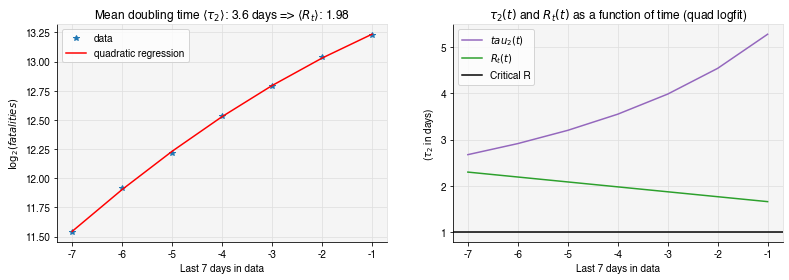 Mean doubling time ⟨τ₂⟩: 3.6 days => ⟨Rₜ⟩: 1.98
data
quadratic regression
log₂(fatalities)
13.25
13.00
12.75
12.50
12.25
12.00
11.75
11.50
-7 -6 -5 -4 -3 -2 -1
Last 7 days in data
τ₂(t) and Rₜ(t) as a function of time (quad logfit)
tau₂(t)
Rₜ(t)
Critical R
(τ₂ in days)
5
4
3
2
1
-7 -6 -5 -4 -3 -2 -1
Last 7 days in data